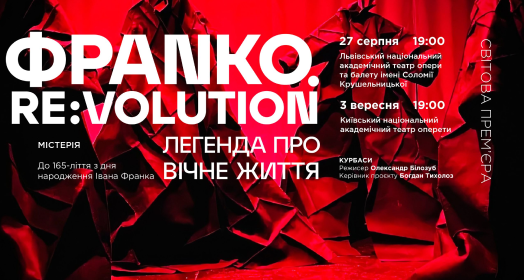 ФРАНКО.
RE:VOLUTION
ЛЕГЕНДА ПРО
ВІЧНЕ ЖИТТЯ
МІСТЕРІЯ
До 165-ліття з дня
народження Івана Франка
27 серпня 19:00
Львівський національний
академічний театр опери
та балету імені Соломії
Крушельницької
3 вересня 19:00
Київський національний
академічний театр оперети
КУРБАСИ
Режисер Олександр Білозуб
Керівник проєкту Богдан Тихолоз
СВІТОВА ПРЕМ'ЄРА